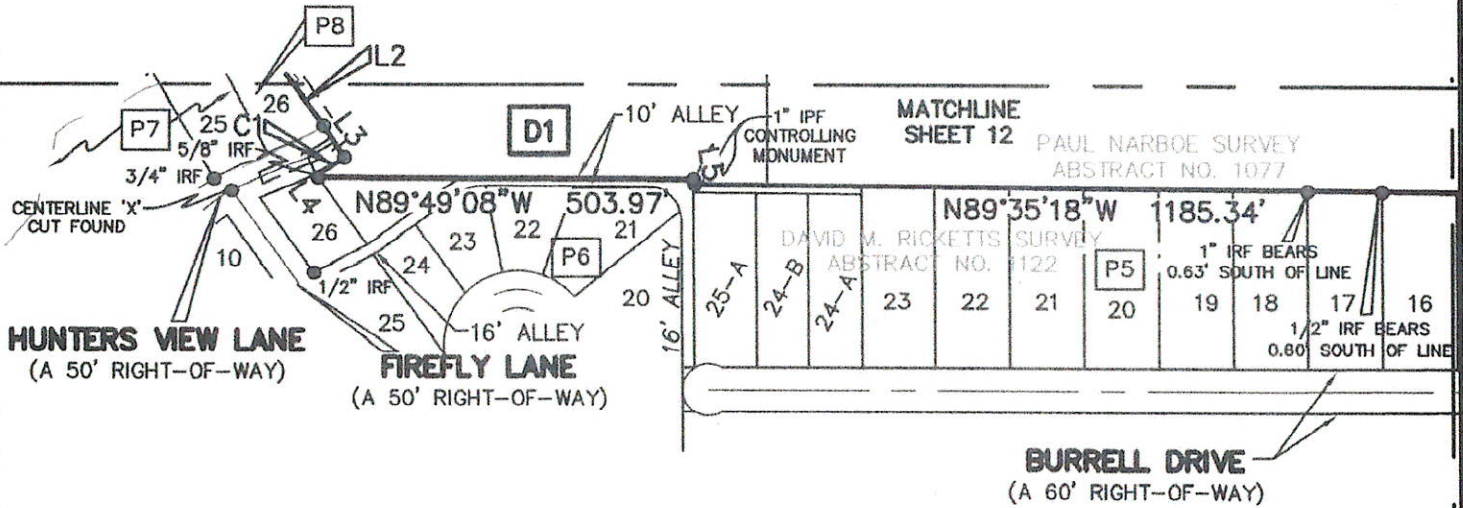 P8
L2
26
P7
25
C1
L3
5/8" IRF
3/4" IRF
CENTERLINE 'X'
CUT FOUND
D1
10' ALLEY
1" IPF
CONTROLLING
MONUMENT
L5
MATCHLINE
SHEET 12
PAUL NARBOE SURVEY
ABSTRACT NO. 1077
L4
N89°49'08"W 503.97'
N89°35'18"W 1185.34'
DAVID M. RICKETTS SURVEY
ABSTRACT NO. 1122
10
26
24
23
22
21
P6
20
25
1/2" IRF
16' ALLEY
16' ALLEY
25-A
24-B
24-A
23
22
21
P5
20
19
18
17
16
1" IRF BEARS
0.63' SOUTH OF LINE
1/2" IRF BEARS
0.60' SOUTH OF LINE
HUNTERS VIEW LANE
(A 50' RIGHT-OF-WAY)
FIREFLY LANE
(A 50' RIGHT-OF-WAY)
BURRELL DRIVE
(A 60' RIGHT-OF-WAY)